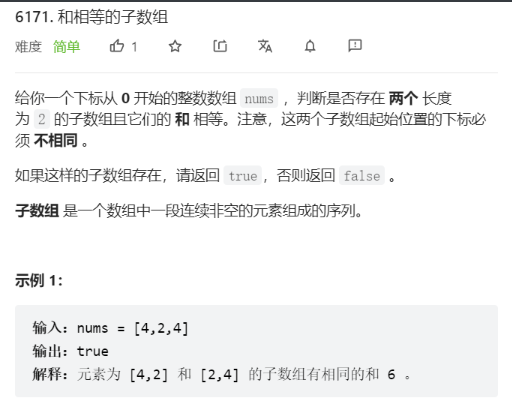 6171. 和相等的子数组
难度 简单 1
给你一个下标从 0 开始的整数数组 nums ，判断是否存在 两个 长度
为 2 的子数组且它们的 和 相等。注意，这两个子数组起始位置的下标必
须 不相同 。
如果这样的子数组存在，请返回 true，否则返回 false 。
子数组 是一个数组中一段连续非空的元素组成的序列。
示例 1：
输入：nums = [4,2,4]
输出：true
解释：元素为 [4,2] 和 [2,4] 的子数组有相同的和 6 。